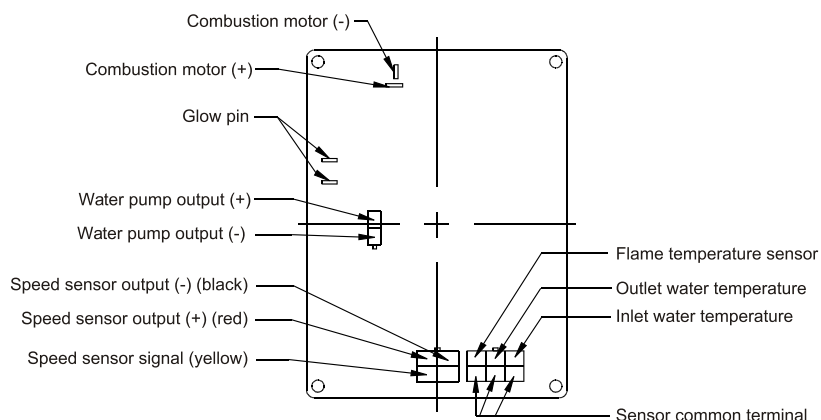 Combustion motor (-)
Combustion motor (+)
Glow pin
Water pump output (+)
Water pump output (-)
Speed sensor output (-) (black)
Speed sensor output (+) (red)
Speed sensor signal (yellow)
Flame temperature sensor
Outlet water temperature
Inlet water temperature
Sensor common terminal